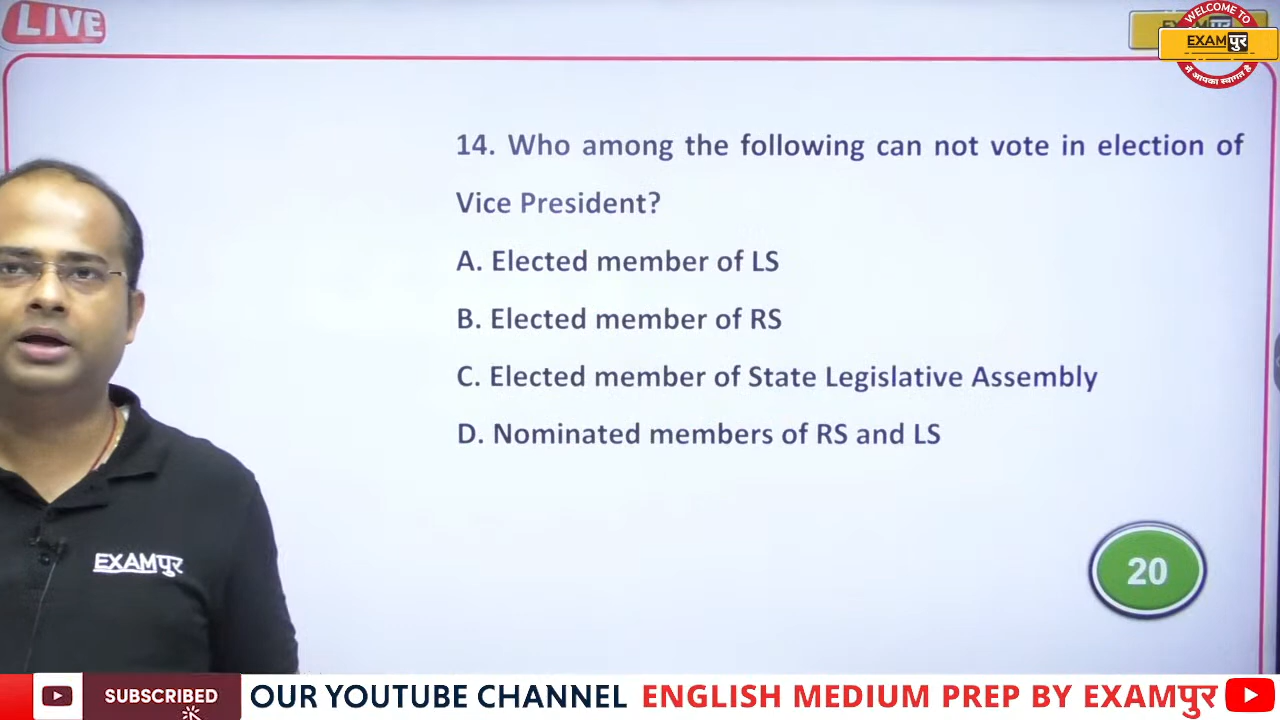 LIVE
WELCOME TO
EXAMपुर
में आपका स्वागत है
14. Who among the following can not vote in election of
Vice President?
A. Elected member of LS
B. Elected member of RS
C. Elected member of State Legislative Assembly
D. Nominated members of RS and LS
EXAMपुर
20
SUBSCRIBED
OUR YOUTUBE CHANNEL ENGLISH MEDIUM PREP BY EXAMपुर